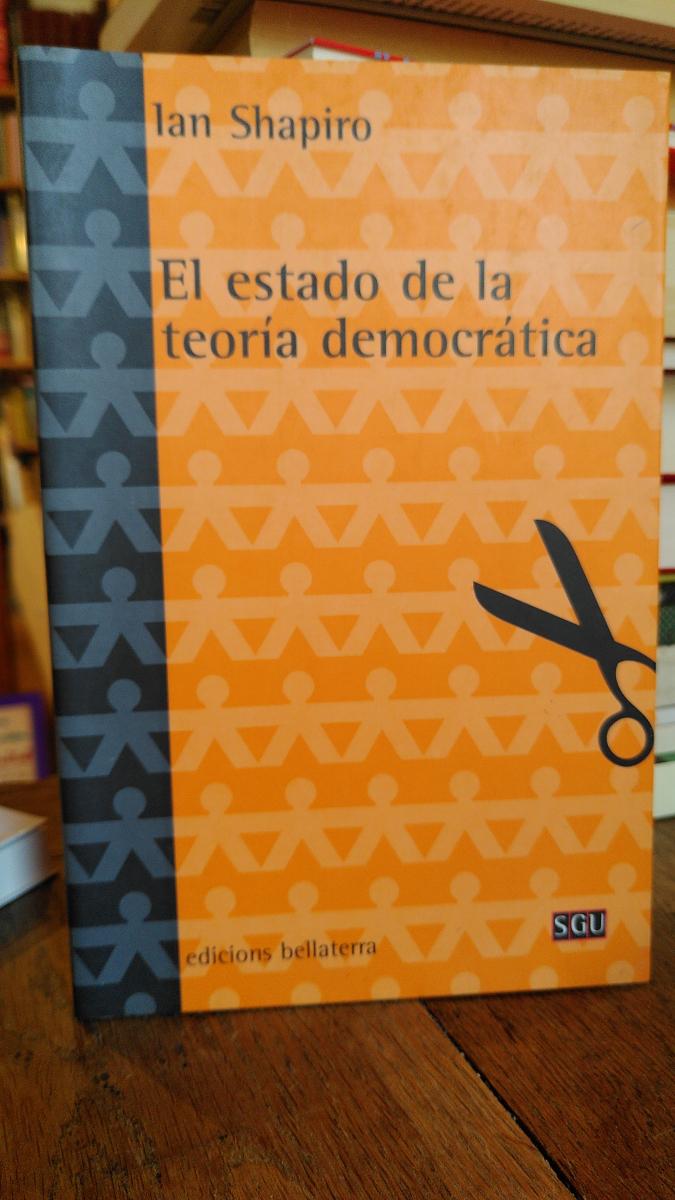 Ian Shapiro
El estado de la
teoría democrática
edicions bellaterra
SGU